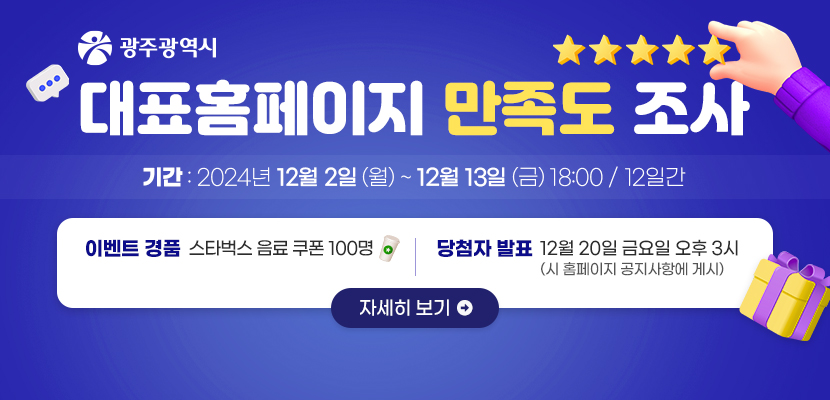 광주광역시
대표홈페이지 만족도 조사
기간 : 2024년 12월 2일 (월) ~ 12월 13일 (금) 18:00 / 12일간
이벤트 경품 스타벅스 음료 쿠폰 100명
당첨자 발표 12월 20일 금요일 오후 3시
(시 홈페이지 공지사항에 게시)
자세히 보기